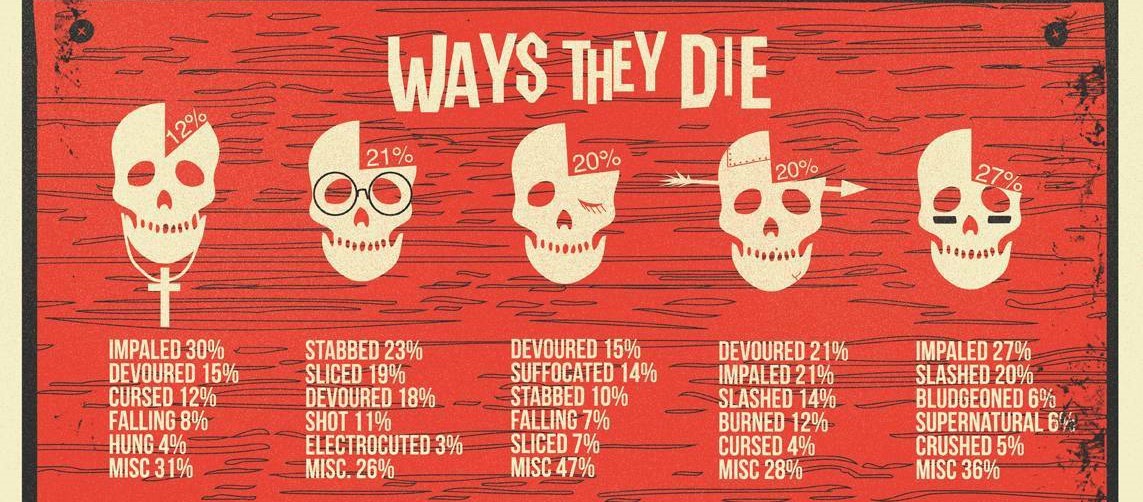 WAYS THEY DIE
12%
21%
20%
20%
27%
IMPALED 30%
DEVOURED 15%
CURSED 12%
FALLING 8%
HUNG 4%
MISC 31%
STABBED 23%
SLICED 19%
DEVOURED 18%
SHOT 11%
ELECTROCUTED 3%
MISC. 26%
DEVOURED 15%
SUFFOCATED 14%
STABBED 10%
FALLING 7%
SLICED 7%
MISC 47%
DEVOURED 21%
IMPALED 21%
SLASHED 14%
BURNED 12%
CURSED 4%
MISC 28%
IMPALED 27%
SLASHED 20%
BLUDGEONED 6%
SUPERNATURAL 6%
CRUSHED 5%
MISC 36%